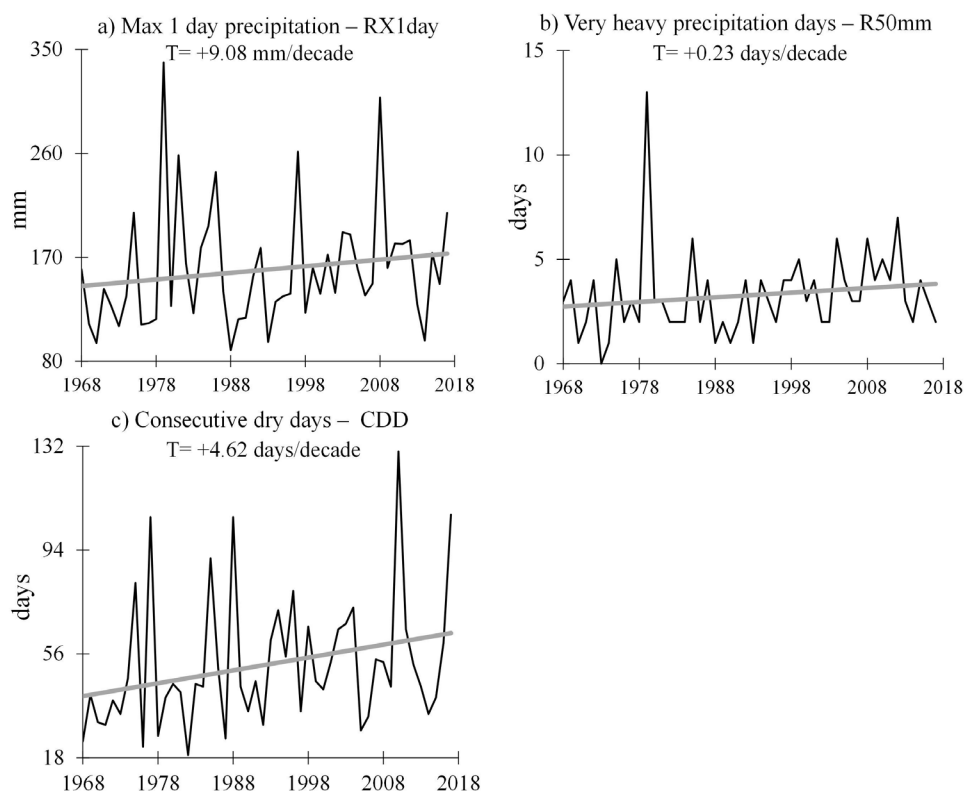 a) Max 1 day precipitation – RX1day
T= +9.08 mm/decade
350
260
170
80
mm
1968 1978 1988 1998 2008 2018
b) Very heavy precipitation days – R50mm
T= +0.23 days/decade
15
10
5
0
days
1968 1978 1988 1998 2008 2018
c) Consecutive dry days – CDD
T= +4.62 days/decade
132
94
56
18
days
1968 1978 1988 1998 2008 2018